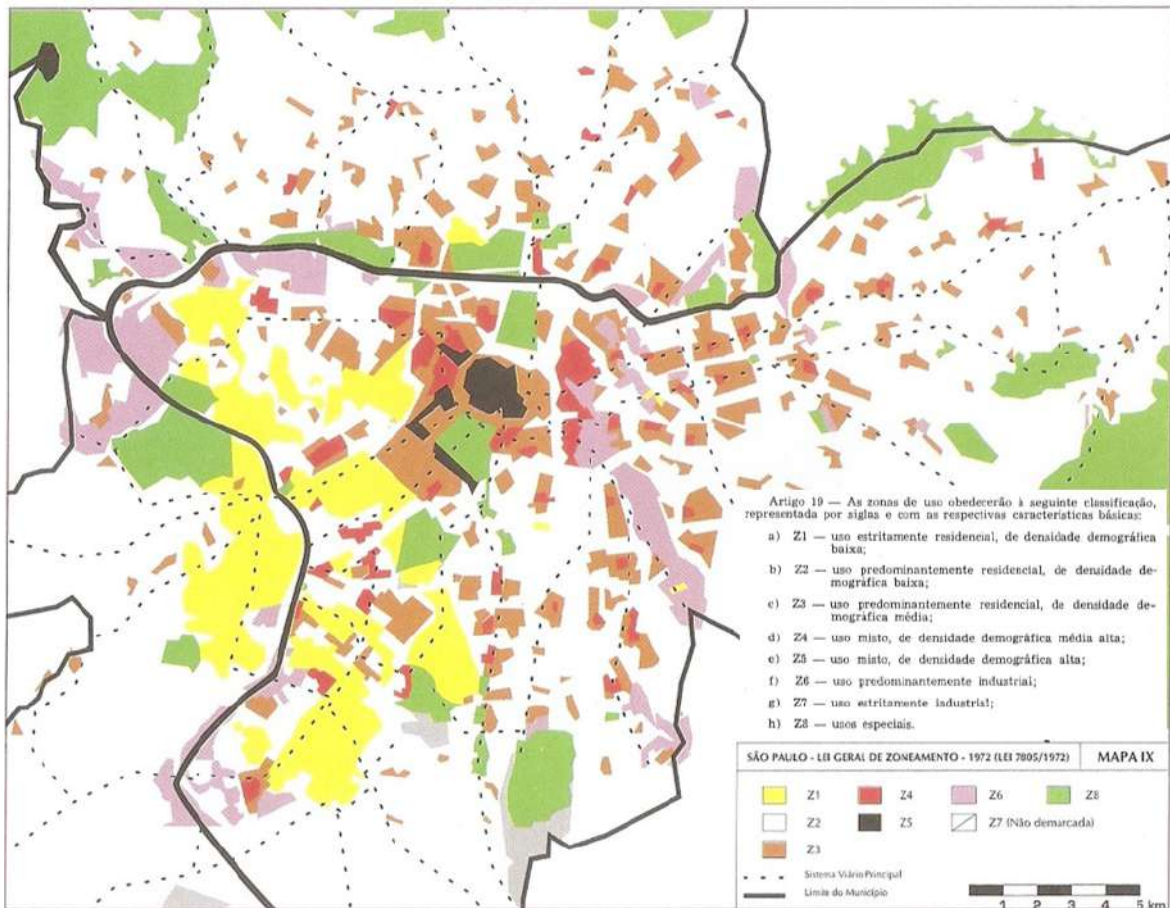 Artigo 19 — As zonas de uso obedecerão à seguinte classificação,
representada por siglas e com as respectivas características básicas:
a) Z1 — uso estritamente residencial, de densidade demográfica
baixa;
b) Z2 — uso predominantemente residencial, de densidade de-
mográfica baixa;
c) Z3 — uso predominantemente residencial, de densidade de-
mográfica média;
d) Z4 — uso misto, de densidade demográfica média alta;
e) Z5 — uso misto, de densidade demográfica alta;
f) Z6 — uso predominantemente industrial;
g) Z7 — uso estritamente industrial;
h) Z8 — usos especiais.
SÃO PAULO - LEI GERAL DE ZONEAMENTO - 1972 (LEI 7805/1972) MAPA IX
Z1 Z4 Z6 Z8
Z2 Z5 Z7 (Não demarcada)
Z3
Sistema Viário Principal
Limite do Município
1 2 3 4 5 km